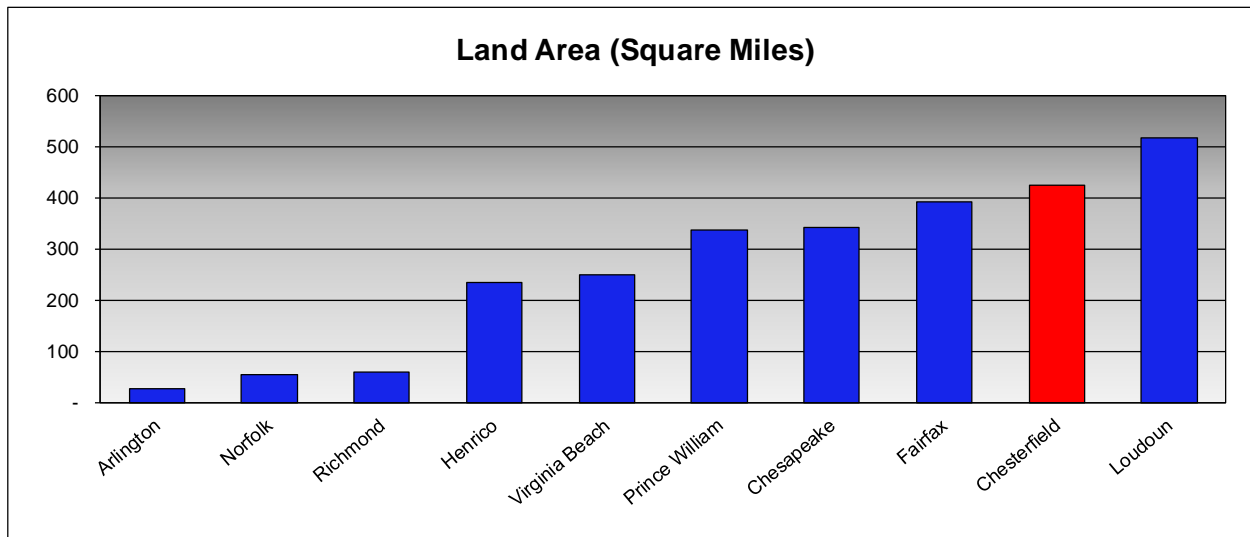 Land Area (Square Miles)
600
500
400
300
200
100
-
Arlington
Norfolk
Richmond
Henrico
Virginia Beach
Prince William
Chesapeake
Fairfax
Chesterfield
Loudoun